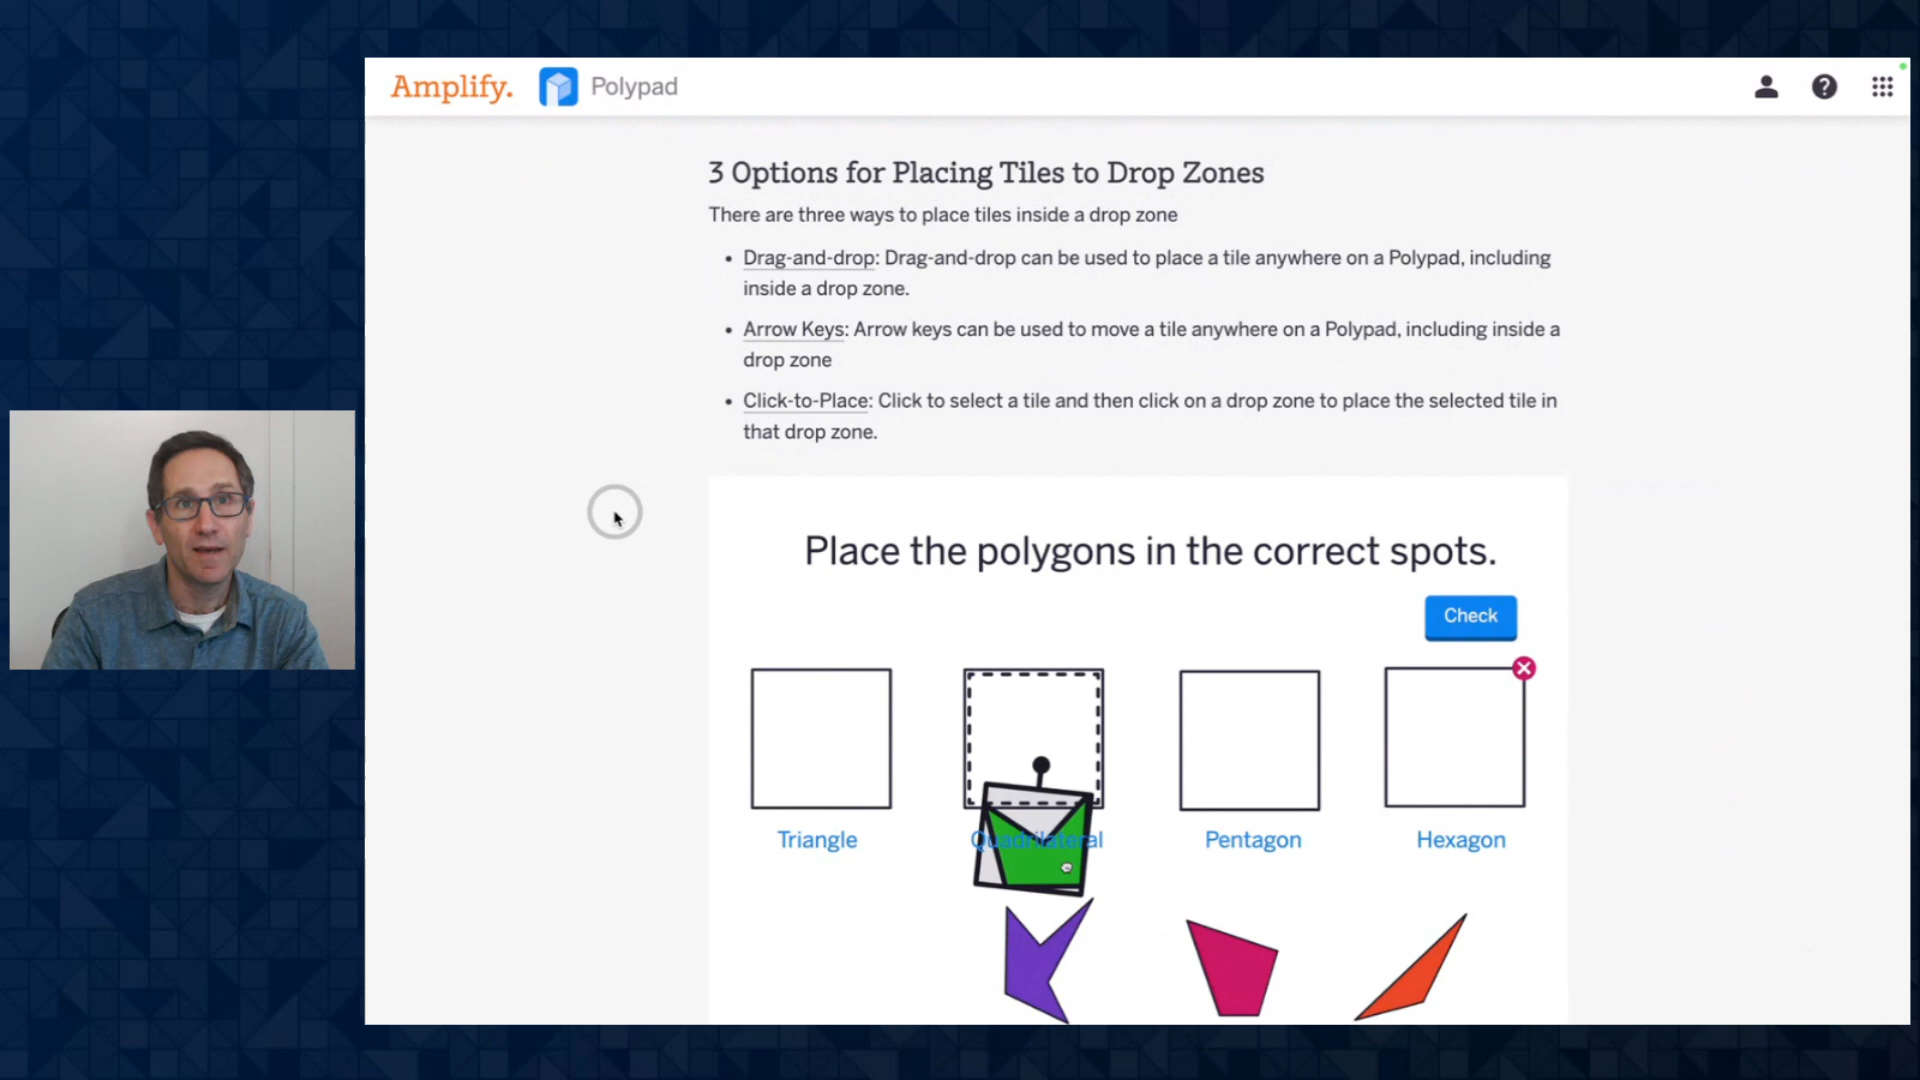 Amplify. Polypad
3 Options for Placing Tiles to Drop Zones
There are three ways to place tiles inside a drop zone
• Drag-and-drop: Drag-and-drop can be used to place a tile anywhere on a Polypad, including
inside a drop zone.
• Arrow Keys: Arrow keys can be used to move a tile anywhere on a Polypad, including inside a
drop zone
• Click-to-Place: Click to select a tile and then click on a drop zone to place the selected tile in
that drop zone.
Place the polygons in the correct spots.
Check
Triangle Quadrilateral Pentagon Hexagon